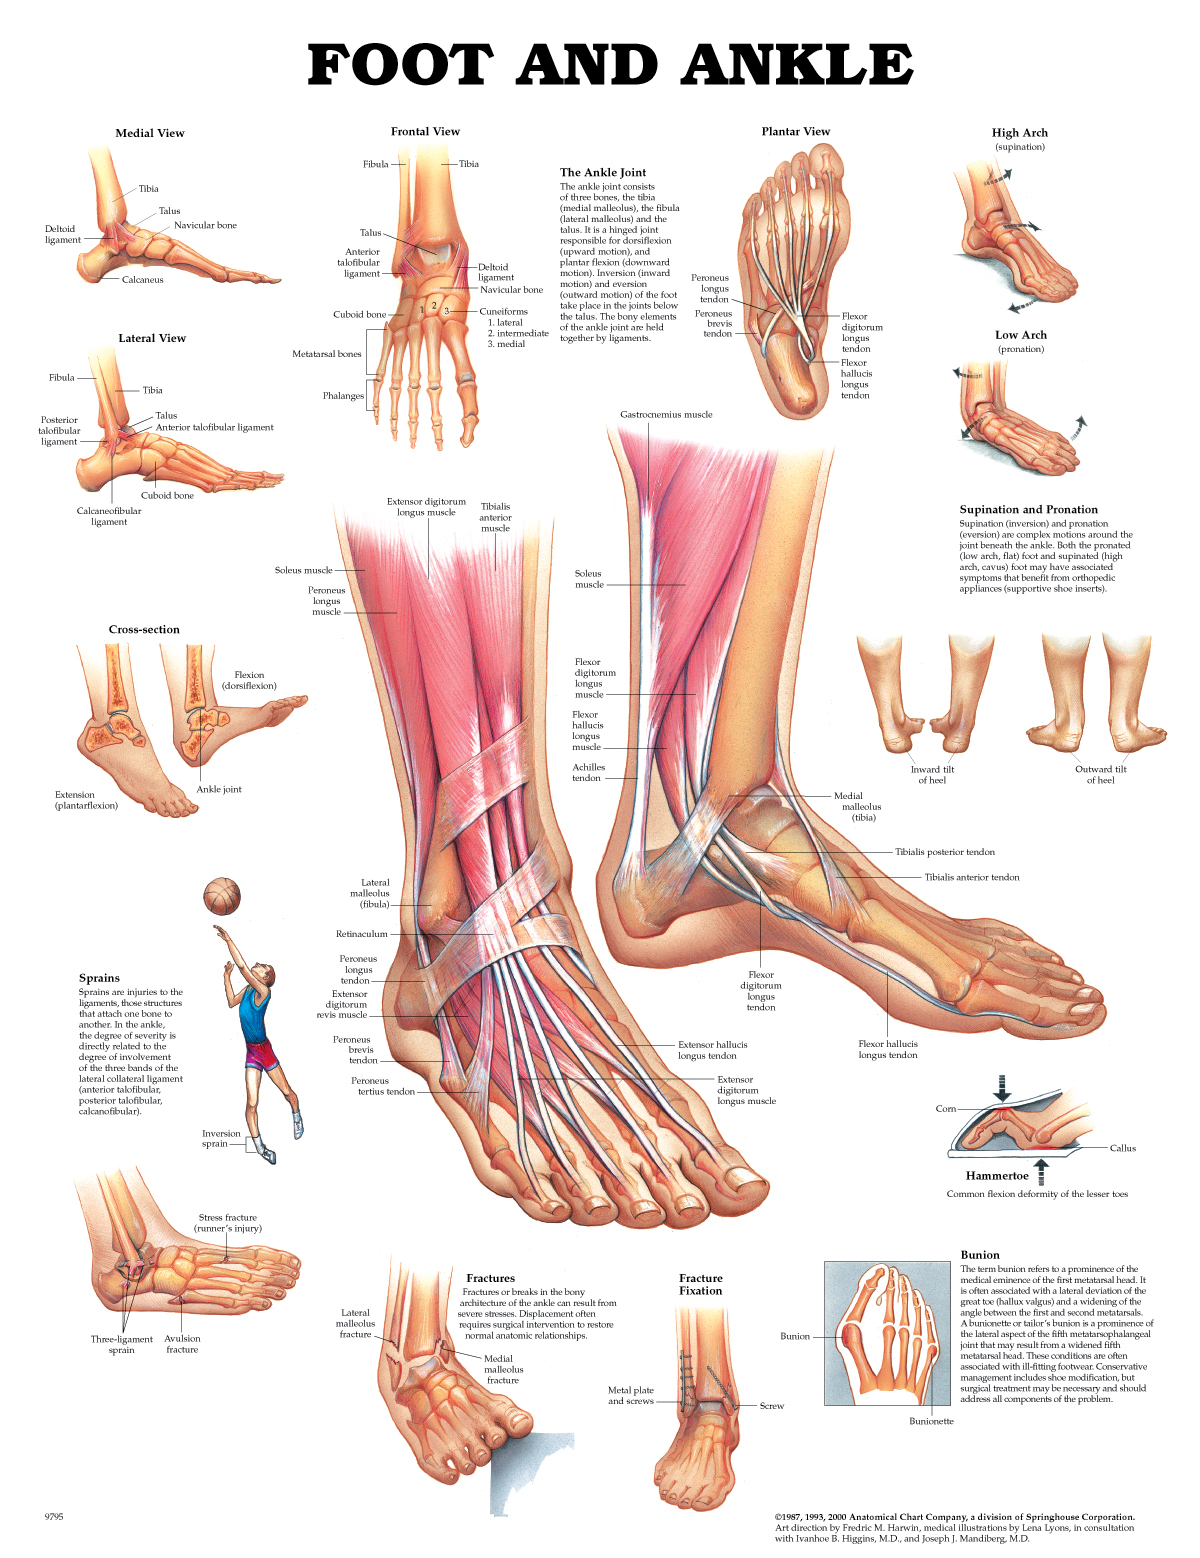 FOOT AND ANKLE
Medial View
Tibia
Talus
Navicular bone
Deltoid
ligament
Calcaneus
Lateral View
Fibula
Tibia
Posterior
talofibular
ligament
Talus
Anterior talofibular ligament
Cuboid bone
Calcaneofibular
ligament
Frontal View
Fibula
Tibia
Talus
Anterior
talofibular
ligament
Deltoid
ligament
Navicular bone
Cuboid bone
1 2 3
Cuneiforms
1. lateral
2. intermediate
3. medial
Metatarsal bones
Phalanges
The Ankle Joint
The ankle joint consists
of three bones, the tibia
(medial malleolus), the fibula
(lateral malleolus) and the
talus. It is a hinged joint
responsible for dorsiflexion
(upward motion), and
plantar flexion (downward
motion). Inversion (inward
motion) and eversion
(outward motion) of the foot
take place in the joints below
the talus. The bony elements
of the ankle joint are held
together by ligaments.
Plantar View
Peroneus
longus
tendon
Peroneus
brevis
tendon
Flexor
digitorum
longus
tendon
Flexor
hallucis
longus
tendon
High Arch
(supination)
Low Arch
(pronation)
Supination and Pronation
Supination (inversion) and pronation
(eversion) are complex motions around the
joint beneath the ankle. Both the pronated
(low arch, flat) foot and supinated (high
arch, cavus) foot may have associated
symptoms that benefit from orthopedic
appliances (supportive shoe inserts).
Inward tilt
of heel
Outward tilt
of heel
Cross-section
Flexion
(dorsiflexion)
Ankle joint
Extension
(plantarflexion)
Extensor digitorum
longus muscle
Tibialis
anterior
muscle
Soleus muscle
Peroneus
longus
muscle
Lateral
malleolus
(fibula)
Retinaculum
Peroneus
longus
tendon
Extensor
digitorum
revis muscle
Peroneus
brevis
tendon
Peroneus
tertius tendon
Extensor hallucis
longus tendon
Extensor
digitorum
longus muscle
Gastrocnemius muscle
Soleus
muscle
Flexor
digitorum
longus
muscle
Flexor
hallucis
longus
muscle
Achilles
tendon
Medial
malleolus
(tibia)
Tibialis posterior tendon
Tibialis anterior tendon
Flexor
digitorum
longus
tendon
Flexor hallucis
longus tendon
Sprains
Sprains are injuries to the
ligaments, those structures
that attach one bone to
another. In the ankle,
the degree of severity is
directly related to the
degree of involvement
of the three bands of the
lateral collateral ligament
(anterior talofibular,
posterior talofibular,
calcanofibular).
Inversion
sprain
Stress fracture
(runner's injury)
Three-ligament
sprain
Avulsion
fracture
Fractures
Fractures or breaks in the bony
architecture of the ankle can result from
severe stresses. Displacement often
requires surgical intervention to restore
normal anatomic relationships.
Lateral
malleolus
fracture
Medial
malleolus
fracture
Fracture
Fixation
Metal plate
and screws
Screw
Corn
Callus
Hammertoe
Common flexion deformity of the lesser toes
Bunion
Bunionette
Bunion
The term bunion refers to a prominence of the
medical eminence of the first metatarsal head. It
is often associated with a lateral deviation of the
great toe (hallux valgus) and a widening of the
angle between the first and second metatarsals.
A bunionette or tailor's bunion is a prominence of
the lateral aspect of the fifth metatarsophalangeal
joint that may result from a widened fifth
metatarsal head. These conditions are often
associated with ill-fitting footwear. Conservative
management includes shoe modification, but
surgical treatment may be necessary and should
address all components of the problem.
9795
©1987, 1993, 2000 Anatomical Chart Company, a division of Springhouse Corporation.
Art direction by Fredric M. Harwin, medical illustrations by Lena Lyons, in consultation
with Ivanhoe B. Higgins, M.D., and Joseph J. Mandiberg, M.D.